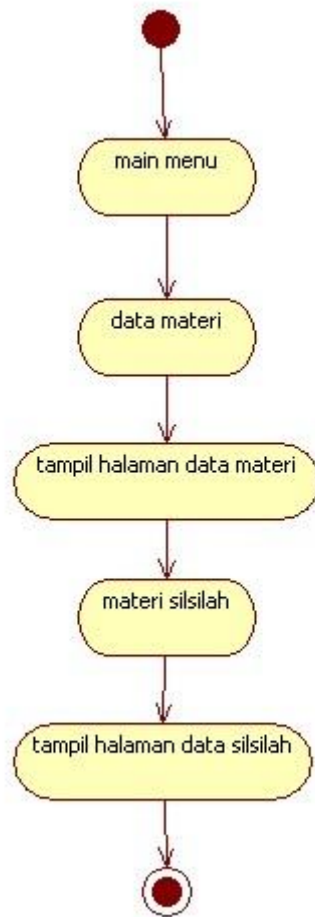 main menu
data materi
tampil halaman data materi
materi silsilah
tampil halaman data silsilah